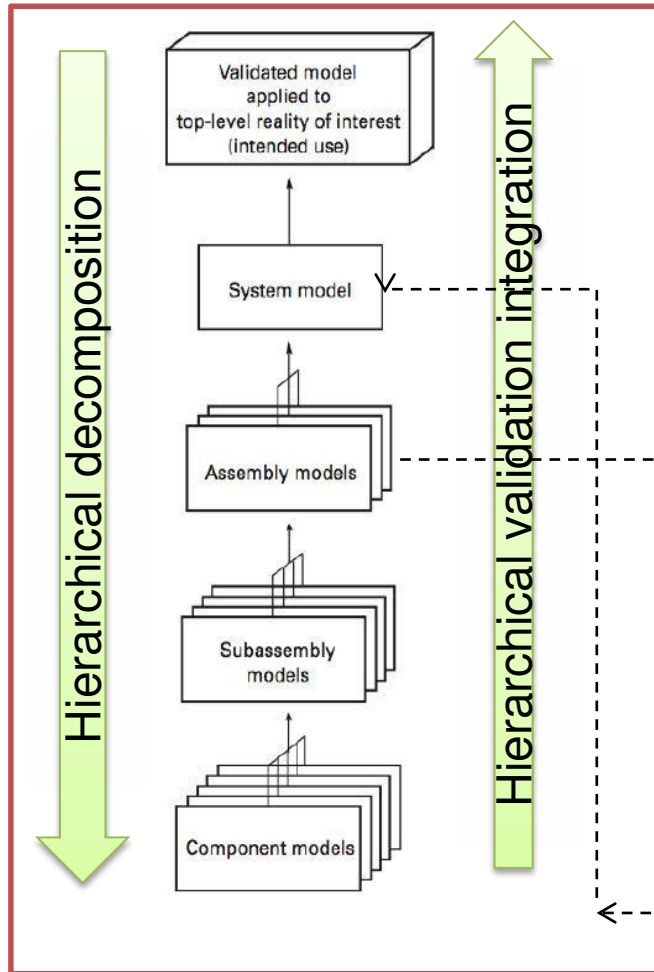 Validated model
applied to
top-level reality of interest
(intended use)
System model
Assembly models
Subassembly
models
Component models
Hierarchical decomposition
Hierarchical validation integration